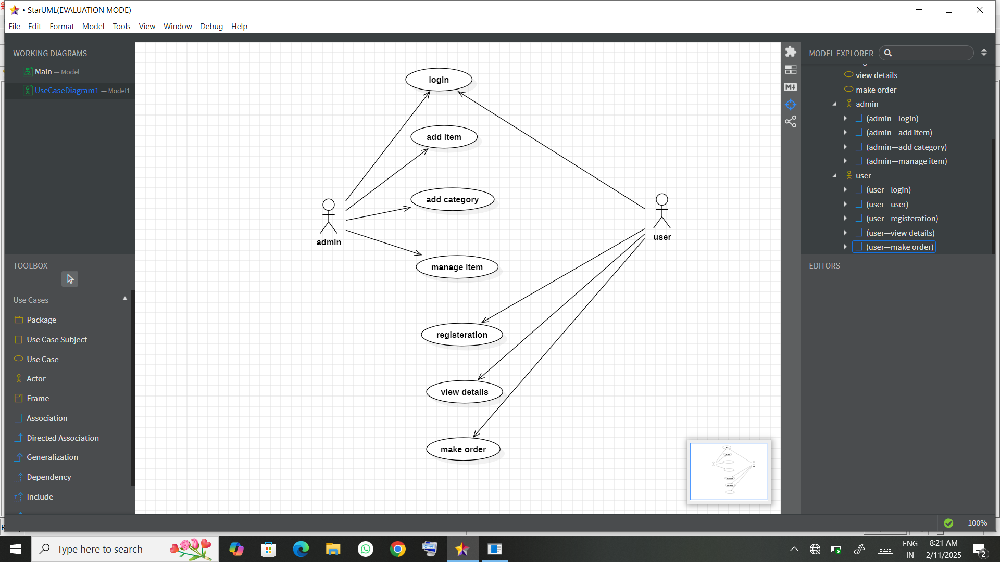 • StarUML(EVALUATION MODE)
File Edit Format Model Tools View Window Debug Help
WORKING DIAGRAMS
Main — Model
UseCaseDiagram1 — Model1
TOOLBOX
Use Cases
Package
Use Case Subject
Use Case
Actor
Frame
Association
Directed Association
Generalization
Dependency
Include
login
add item
add category
admin
user
manage item
registeration
view details
make order
MODEL EXPLORER
view details
make order
admin
(admin—login)
(admin—add item)
(admin—add category)
(admin—manage item)
user
(user—login)
(user—user)
(user—registeration)
(user—view details)
(user—make order)
EDITORS
100%
Type here to search
ENG
IN
8:21 AM
2/11/2025
2